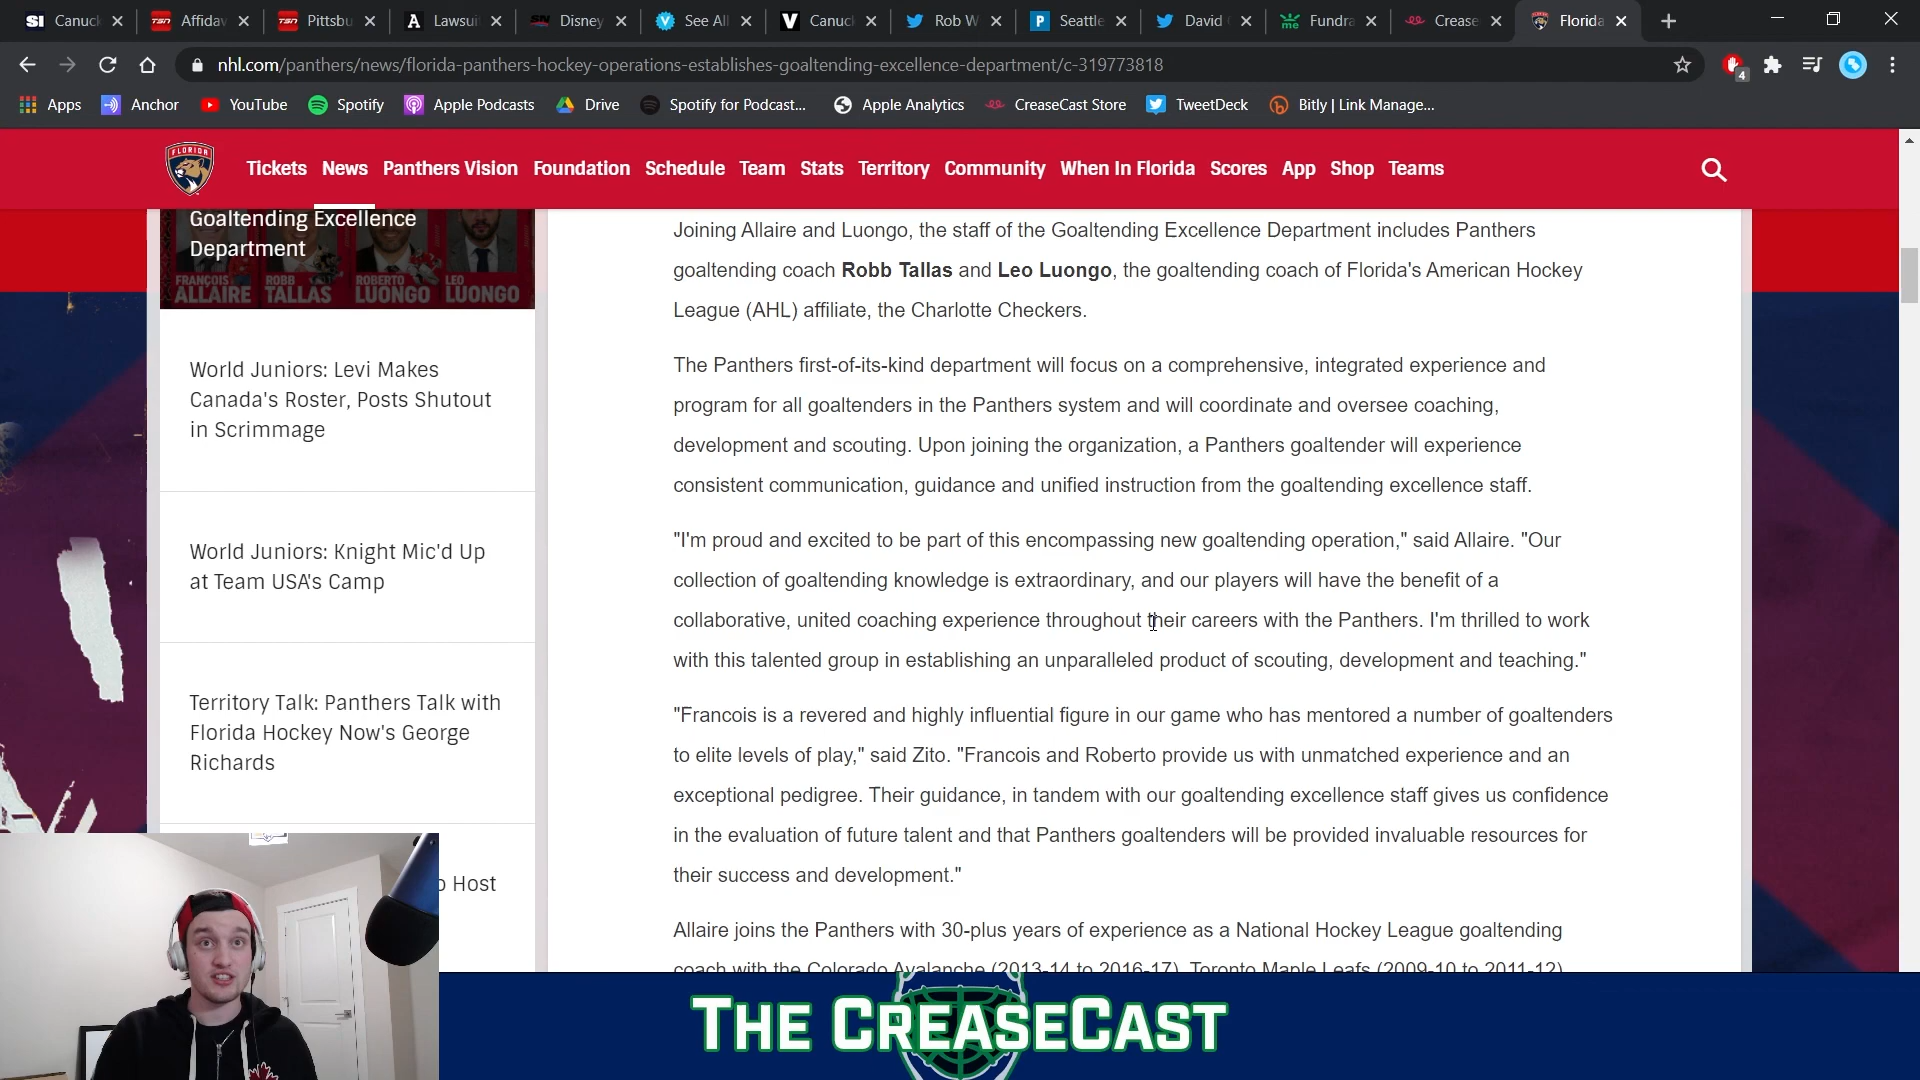 Canuck
Affidav
Pittsbu
Lawsuit
Disney
See All
Canuck
Rob W
Seattle
David
Fundra
Crease
Florida
nhl.com/panthers/news/florida-panthers-hockey-operations-establishes-goaltending-excellence-department/c-319773818
4
Apps
Anchor
YouTube
Spotify
Apple Podcasts
Drive
Spotify for Podcast...
Apple Analytics
CreaseCast Store
TweetDeck
Bitly | Link Manage...
FLORIDA
Tickets News Panthers Vision Foundation Schedule Team Stats Territory Community When In Florida Scores App Shop Teams
Goaltending Excellence
Department
FRANÇOIS ALLAIRE
ROBB TALLAS
ROBERTO LUONGO
LEO LUONGO
World Juniors: Levi Makes
Canada's Roster, Posts Shutout
in Scrimmage
World Juniors: Knight Mic'd Up
at Team USA's Camp
Territory Talk: Panthers Talk with
Florida Hockey Now's George
Richards
o Host
Joining Allaire and Luongo, the staff of the Goaltending Excellence Department includes Panthers
goaltending coach Robb Tallas and Leo Luongo, the goaltending coach of Florida's American Hockey
League (AHL) affiliate, the Charlotte Checkers.
The Panthers first-of-its-kind department will focus on a comprehensive, integrated experience and
program for all goaltenders in the Panthers system and will coordinate and oversee coaching,
development and scouting. Upon joining the organization, a Panthers goaltender will experience
consistent communication, guidance and unified instruction from the goaltending excellence staff.
"I'm proud and excited to be part of this encompassing new goaltending operation," said Allaire. "Our
collection of goaltending knowledge is extraordinary, and our players will have the benefit of a
collaborative, united coaching experience throughout their careers with the Panthers. I'm thrilled to work
with this talented group in establishing an unparalleled product of scouting, development and teaching."
"Francois is a revered and highly influential figure in our game who has mentored a number of goaltenders
to elite levels of play," said Zito. "Francois and Roberto provide us with unmatched experience and an
exceptional pedigree. Their guidance, in tandem with our goaltending excellence staff gives us confidence
in the evaluation of future talent and that Panthers goaltenders will be provided invaluable resources for
their success and development."
Allaire joins the Panthers with 30-plus years of experience as a National Hockey League goaltending
coach with the Colorado Avalanche (2013-14 to 2016-17), Toronto Maple Leafs (2009-10 to 2011-12)
THE CREASECAST